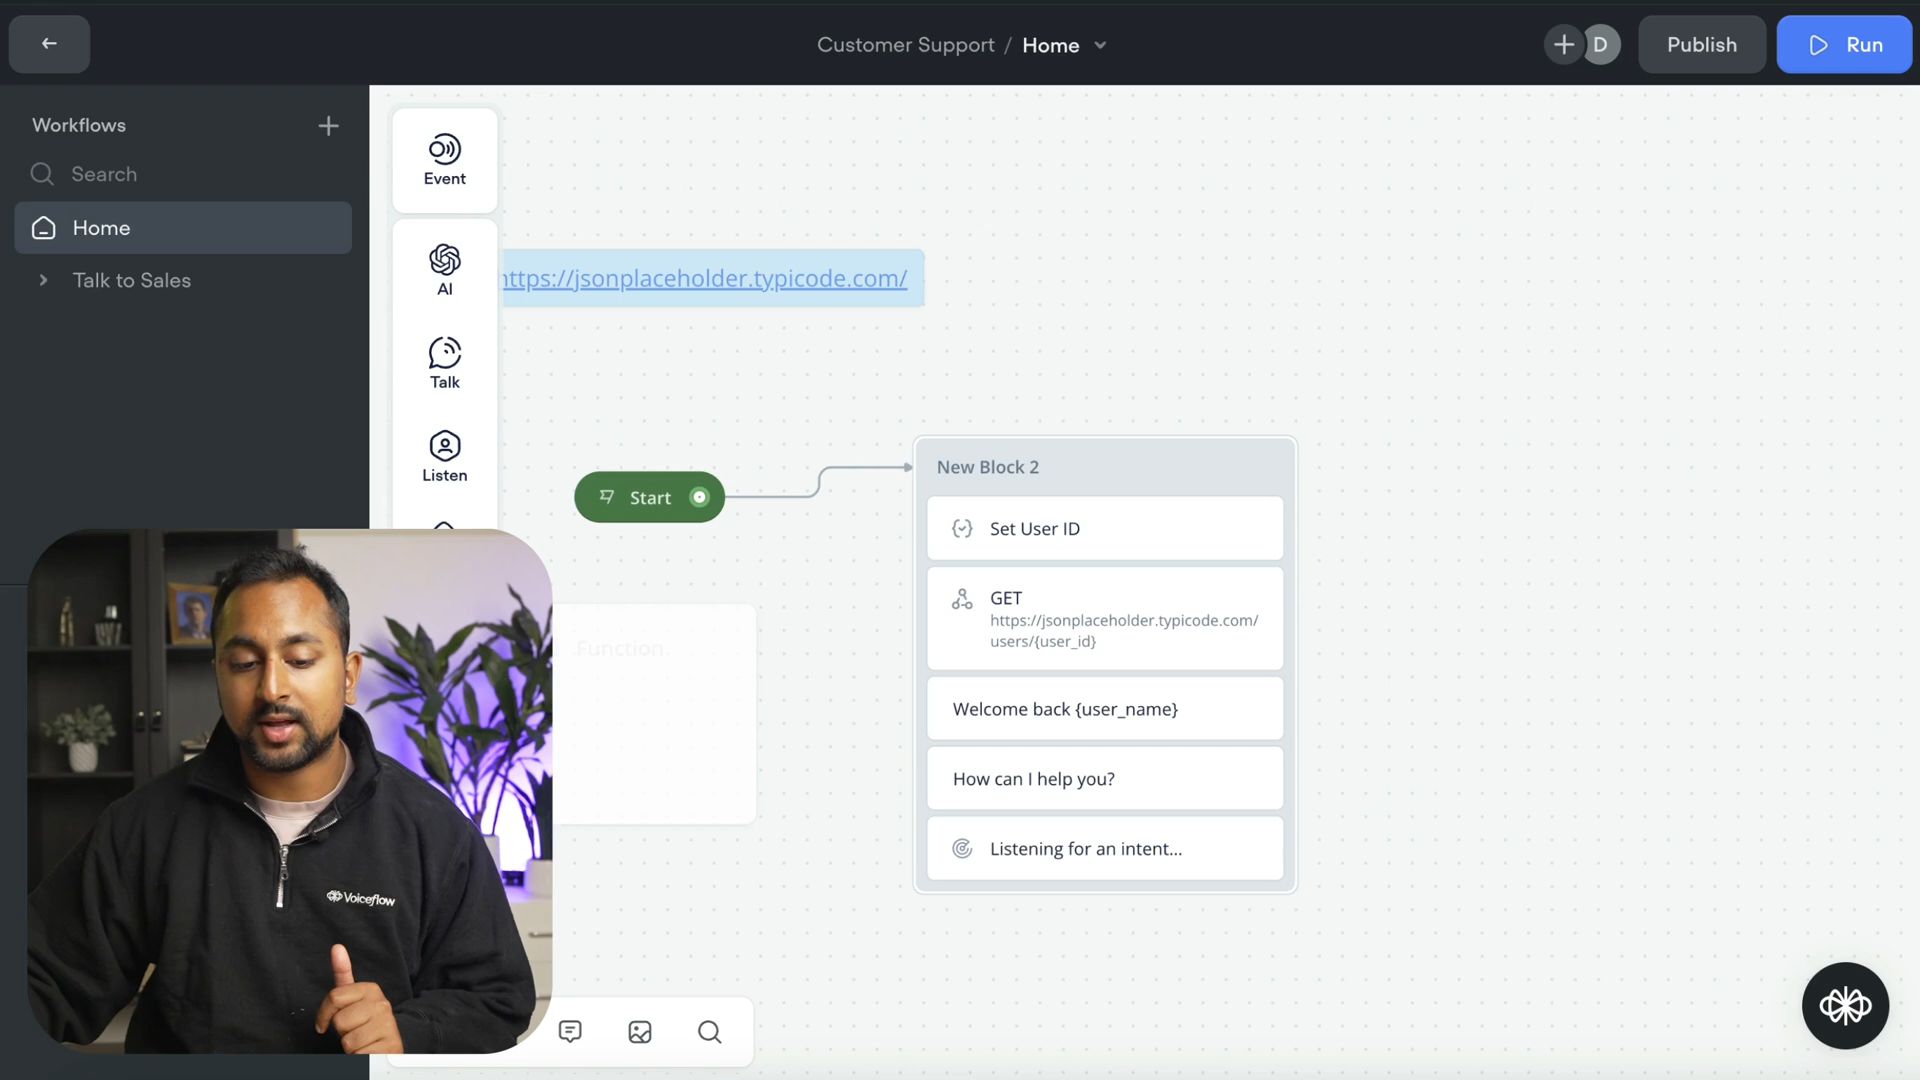 Customer Support / Home
D
Publish
Run
Workflows
Search
Home
Talk to Sales
Event
AI
Talk
Listen
https://jsonplaceholder.typicode.com/
Start
New Block 2
Set User ID
GET
https://jsonplaceholder.typicode.com/
users/{user_id}
Welcome back {user_name}
How can I help you?
Listening for an intent...
Function
Voiceflow